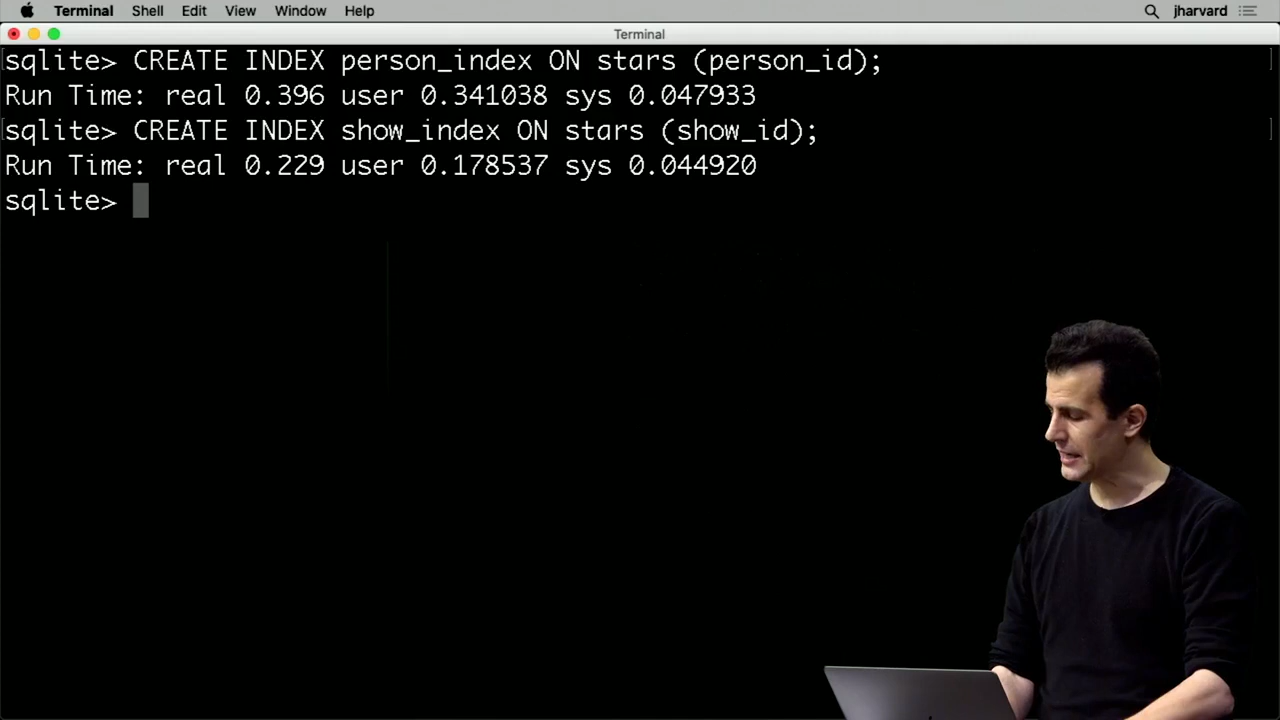 Terminal Shell Edit View Window Help jharvard
Terminal
sqlite> CREATE INDEX person_index ON stars (person_id);
Run Time: real 0.396 user 0.341038 sys 0.047933
sqlite> CREATE INDEX show_index ON stars (show_id);
Run Time: real 0.229 user 0.178537 sys 0.044920
sqlite>